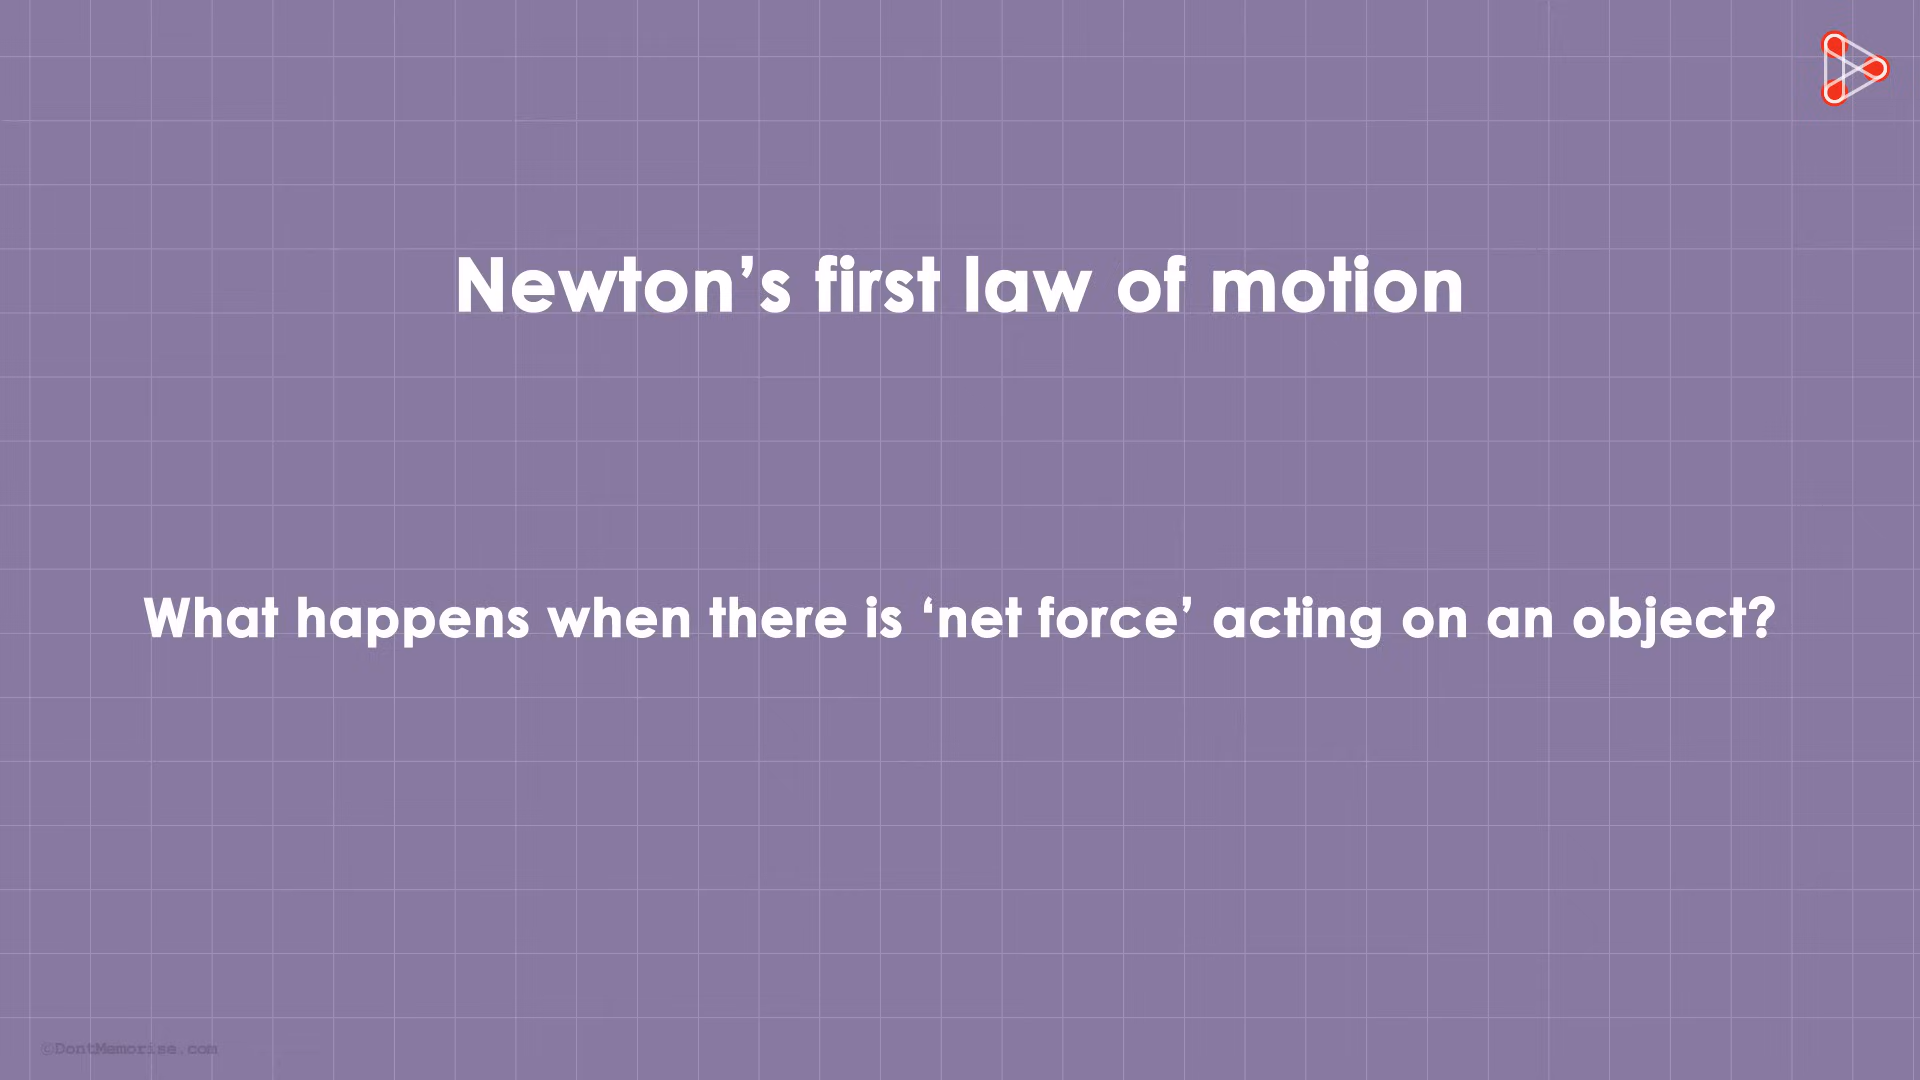 Newton’s first law of motion
What happens when there is ‘net force’ acting on an object?
©DontMemorise.com